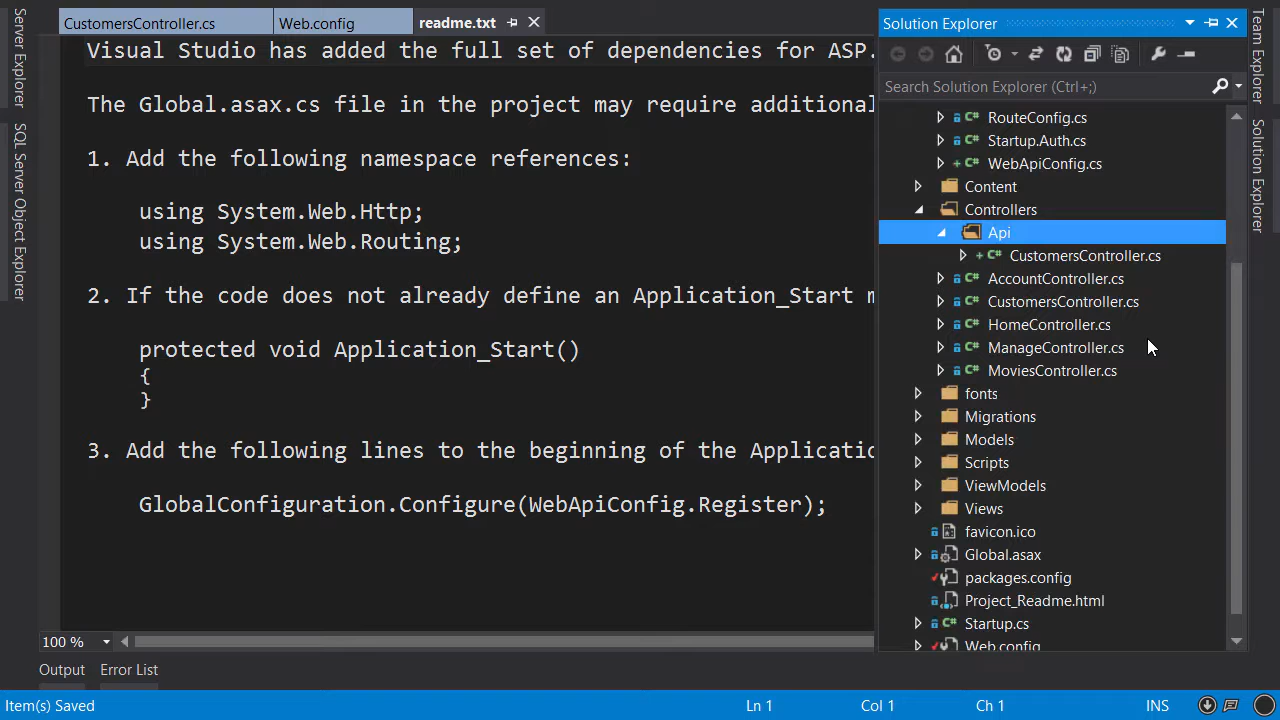 CustomersController.cs
Web.config
readme.txt
Solution Explorer
Server Explorer
SQL Server Object Explorer
Visual Studio has added the full set of dependencies for ASP.
The Global.asax.cs file in the project may require additional
1. Add the following namespace references:
using System.Web.Http;
using System.Web.Routing;
2. If the code does not already define an Application_Start m
protected void Application_Start()
{
}
3. Add the following lines to the beginning of the Applicatio
GlobalConfiguration.Configure(WebApiConfig.Register);
100 %
Search Solution Explorer (Ctrl+;)
RouteConfig.cs
Startup.Auth.cs
WebApiConfig.cs
Content
Controllers
Api
CustomersController.cs
AccountController.cs
CustomersController.cs
HomeController.cs
ManageController.cs
MoviesController.cs
fonts
Migrations
Models
Scripts
ViewModels
Views
favicon.ico
Global.asax
packages.config
Project_Readme.html
Startup.cs
Web.config
Team Explorer
Solution Explorer
Output
Error List
Item(s) Saved
Ln 1
Col 1
Ch 1
INS